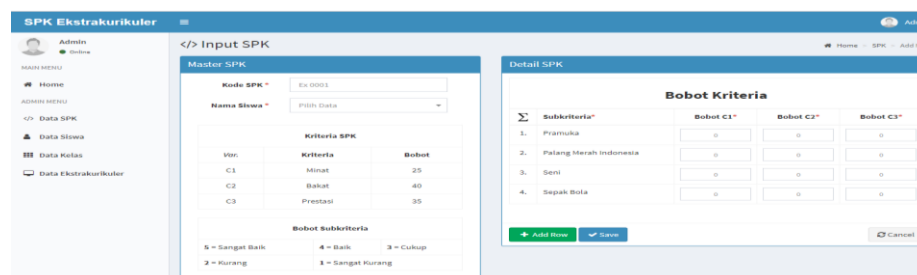 SPK Ekstrakurikuler
Admin
Online
MAIN MENU
Home
ADMIN MENU
</> Data SPK
Data Siswa
Data Kelas
Data Ekstrakurikuler
</> Input SPK
Home - SPK - Add
Master SPK
Kode SPK * Ex 0001
Nama Siswa * Pilih Data
Kriteria SPK
Var. Kriteria Bobot
C1 Minat 25
C2 Bakat 40
C3 Prestasi 35
Bobot Subkriteria
5 = Sangat Baik 4 = Baik 3 = Cukup
2 = Kurang 1 = Sangat Kurang
Detail SPK
Bobot Kriteria
Σ Subkriteria* Bobot C1* Bobot C2* Bobot C3*
1. Pramuka 0 0 0
2. Palang Merah Indonesia 0 0 0
3. Seni 0 0 0
4. Sepak Bola 0 0 0
+ Add Row Save Cancel